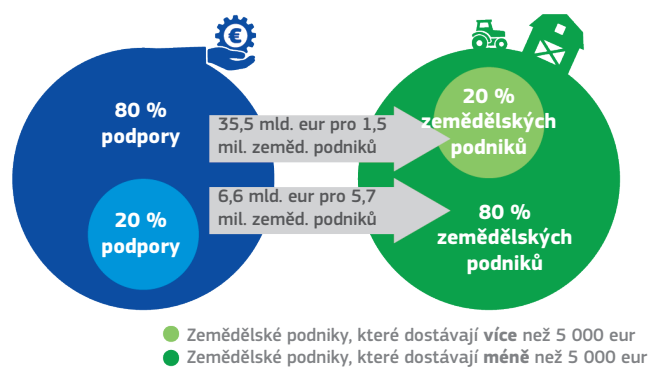 80 %
podpory
20 %
podpory
35,5 mld. eur pro 1,5
mil. zeměd. podniků
6,6 mld. eur pro 5,7
mil. zeměd. podniků
20 %
zemědělských
podniků
80 %
zemědělských
podniků
Zemědělské podniky, které dostávají více než 5 000 eur
Zemědělské podniky, které dostávají méně než 5 000 eur